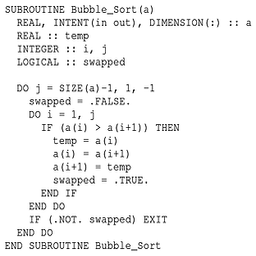 SUBROUTINE Bubble_Sort(a)
  REAL, INTENT(in out), DIMENSION(:) :: a
  REAL :: temp
  INTEGER :: i, j
  LOGICAL :: swapped

  DO j = SIZE(a)-1, 1, -1
    swapped = .FALSE.
    DO i = 1, j
      IF (a(i) > a(i+1)) THEN
        temp = a(i)
        a(i) = a(i+1)
        a(i+1) = temp
        swapped = .TRUE.
      END IF
    END DO
    IF (.NOT. swapped) EXIT
  END DO
END SUBROUTINE Bubble_Sort